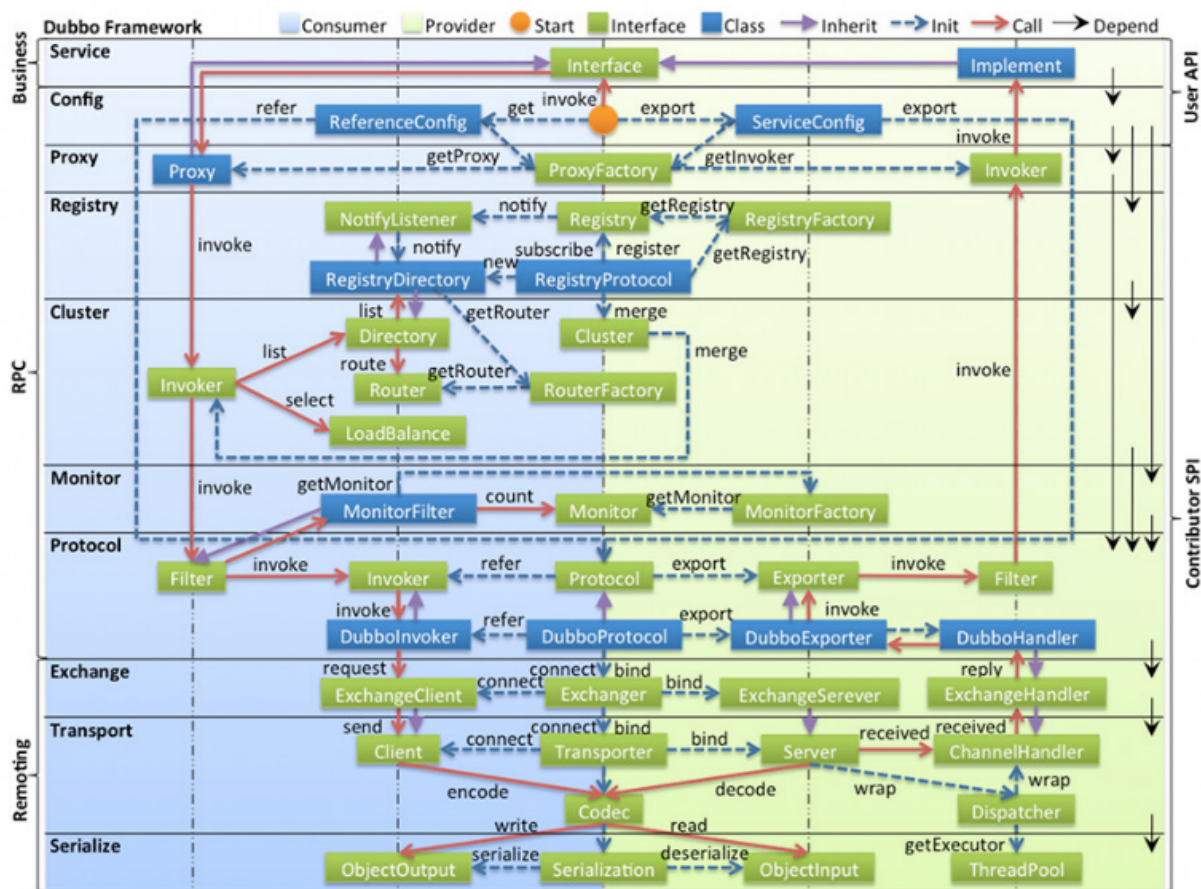 Dubbo Framework Consumer Provider Start Interface Class Inherit Init Call Depend
Business
User API
Service
Interface
Implement
Config
refer
get
invoke
export
export
ReferenceConfig
ServiceConfig
invoke
Proxy
getProxy
getInvoker
Proxy
ProxyFactory
Invoker
Registry
notify
getRegistry
NotifyListener
Registry
RegistryFactory
invoke
notify
subscribe
register
getRegistry
new
RegistryDirectory
RegistryProtocol
RPC
Cluster
list
getRouter
merge
Directory
Cluster
list
merge
route
getRouter
invoke
Invoker
Router
RouterFactory
select
LoadBalance
Monitor
invoke
getMonitor
count
getMonitor
MonitorFilter
Monitor
MonitorFactory
Contributor SPI
Protocol
invoke
refer
export
invoke
Filter
Invoker
Protocol
Exporter
Filter
invoke
refer
export
invoke
DubboInvoker
DubboProtocol
DubboExporter
DubboHandler
Remoting
Exchange
request
connect
bind
reply
connect
bind
ExchangeClient
Exchanger
ExchangeSerever
ExchangeHandler
Transport
send
connect
bind
received
connect
bind
received
Client
Transporter
Server
ChannelHandler
encode
decode
wrap
wrap
Codec
Dispatcher
write
read
Serialize
getExecutor
serialize
deserialize
ObjectOutput
Serialization
ObjectInput
ThreadPool